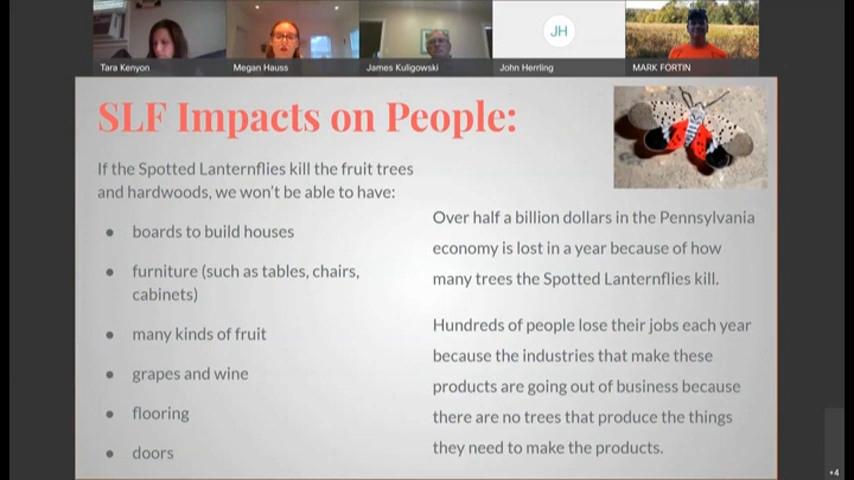 JH
Tara Kenyon
Megan Hauss
James Kuligowski
John Herrling
MARK FORTIN
SLF Impacts on People:
If the Spotted Lanternflies kill the fruit trees
and hardwoods, we won't be able to have:
● boards to build houses
● furniture (such as tables, chairs,
cabinets)
● many kinds of fruit
● grapes and wine
● flooring
● doors
Over half a billion dollars in the Pennsylvania
economy is lost in a year because of how
many trees the Spotted Lanternflies kill.
Hundreds of people lose their jobs each year
because the industries that make these
products are going out of business because
there are no trees that produce the things
they need to make the products.
+4